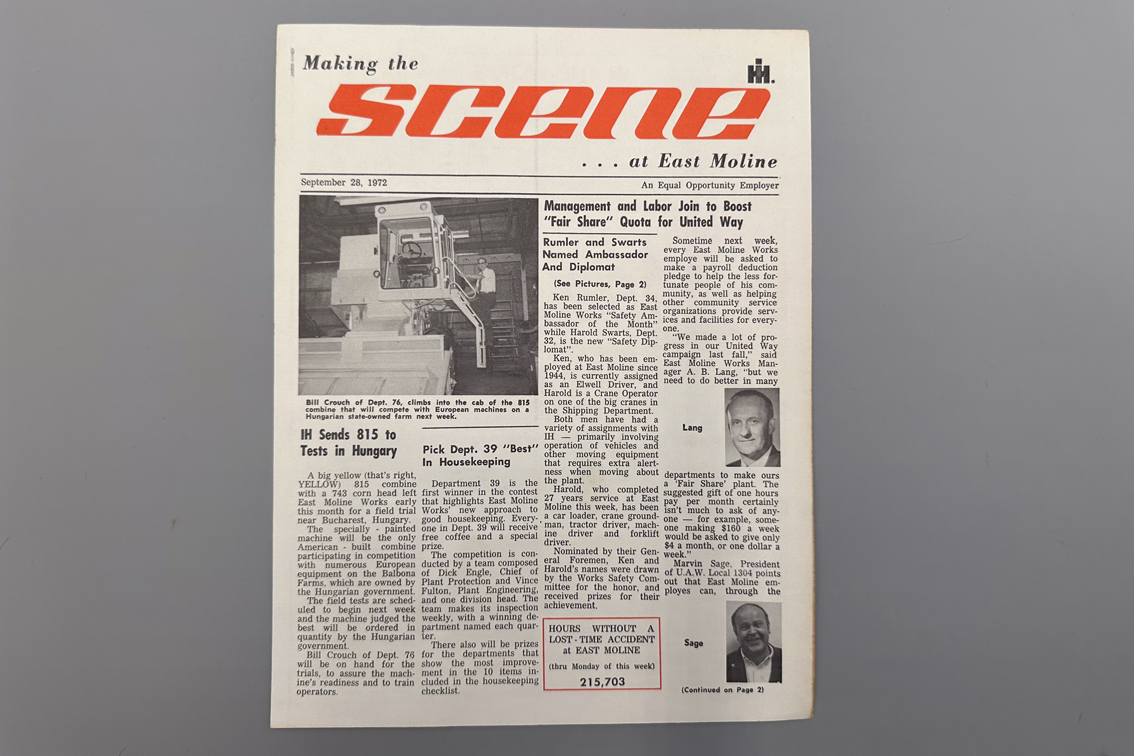 Making the
IH.
scene
. . . at East Moline
September 28, 1972
An Equal Opportunity Employer
Bill Crouch of Dept. 76, climbs into the cab of the 815
combine that will compete with European machines on a
Hungarian state-owned farm next week.
IH Sends 815 to
Tests in Hungary
A big yellow (that's right,
YELLOW) 815 combine
with a 743 corn head left
East Moline Works early
this month for a field trial
near Bucharest, Hungary.
The specially - painted
machine will be the only
American - built combine
participating in competition
with numerous European
equipment on the Balbona
Farms, which are owned by
the Hungarian government.
The field tests are sched-
uled to begin next week
and the machine judged the
best will be ordered in
quantity by the Hungarian
government.
Bill Crouch of Dept. 76
will be on hand for the
trials, to assure the mach-
ine's readiness and to train
operators.
Pick Dept. 39 "Best"
In Housekeeping
Department 39 is the
first winner in the contest
that highlights East Moline
Works' new approach to
good housekeeping. Every-
one in Dept. 39 will receive
free coffee and a special
prize.
The competition is con-
ducted by a team composed
of Dick Engle, Chief of
Plant Protection and Vince
Fulton, Plant Engineering,
and one division head. The
team makes its inspection
weekly, with a winning de-
partment named each quar-
ter.
There also will be prizes
for the departments that
show the most improve-
ment in the 10 items in-
cluded in the housekeeping
checklist.
Management and Labor Join to Boost
"Fair Share" Quota for United Way
Rumler and Swarts
Named Ambassador
And Diplomat
(See Pictures, Page 2)
Ken Rumler, Dept. 34,
has been selected as East
Moline Works "Safety Am-
bassador of the Month"
while Harold Swarts, Dept.
32, is the new "Safety Dip-
lomat".
Ken, who has been em-
ployed at East Moline since
1944, is currently assigned
as an Elwell Driver, and
Harold is a Crane Operator
on one of the big cranes in
the Shipping Department.
Both men have had a
variety of assignments with
IH — primarily involving
operation of vehicles and
other moving equipment
that requires extra alert-
ness when moving about
the plant.
Harold, who completed
27 years service at East
Moline this week, has been
a car loader, crane ground-
man, tractor driver, mach-
ine driver and forklift
driver.
Nominated by their Gen-
eral Foremen, Ken and
Harold's names were drawn
by the Works Safety Com-
mittee for the honor, and
received prizes for their
achievement.
HOURS WITHOUT A
LOST - TIME ACCIDENT
at EAST MOLINE
(thru Monday of this week)
215,703
Sometime next week,
every East Moline Works
employe will be asked to
make a payroll deduction
pledge to help the less for-
tunate people of his com-
munity, as well as helping
other community service
organizations provide serv-
ices and facilities for every-
one.
"We made a lot of pro-
gress in our United Way
campaign last fall," said
East Moline Works Man-
ager A. B. Lang, "but we
need to do better in many
Lang
departments to make ours
a 'Fair Share' plant. The
suggested gift of one hours
pay per month certainly
isn't much to ask of any-
one — for example, some-
one making $160 a week
would be asked to give only
$4 a month, or one dollar a
week."
Marvin Sage, President
of U.A.W. Local 1304 points
out that East Moline em-
ployes can, through the
Sage
(Continued on Page 2)